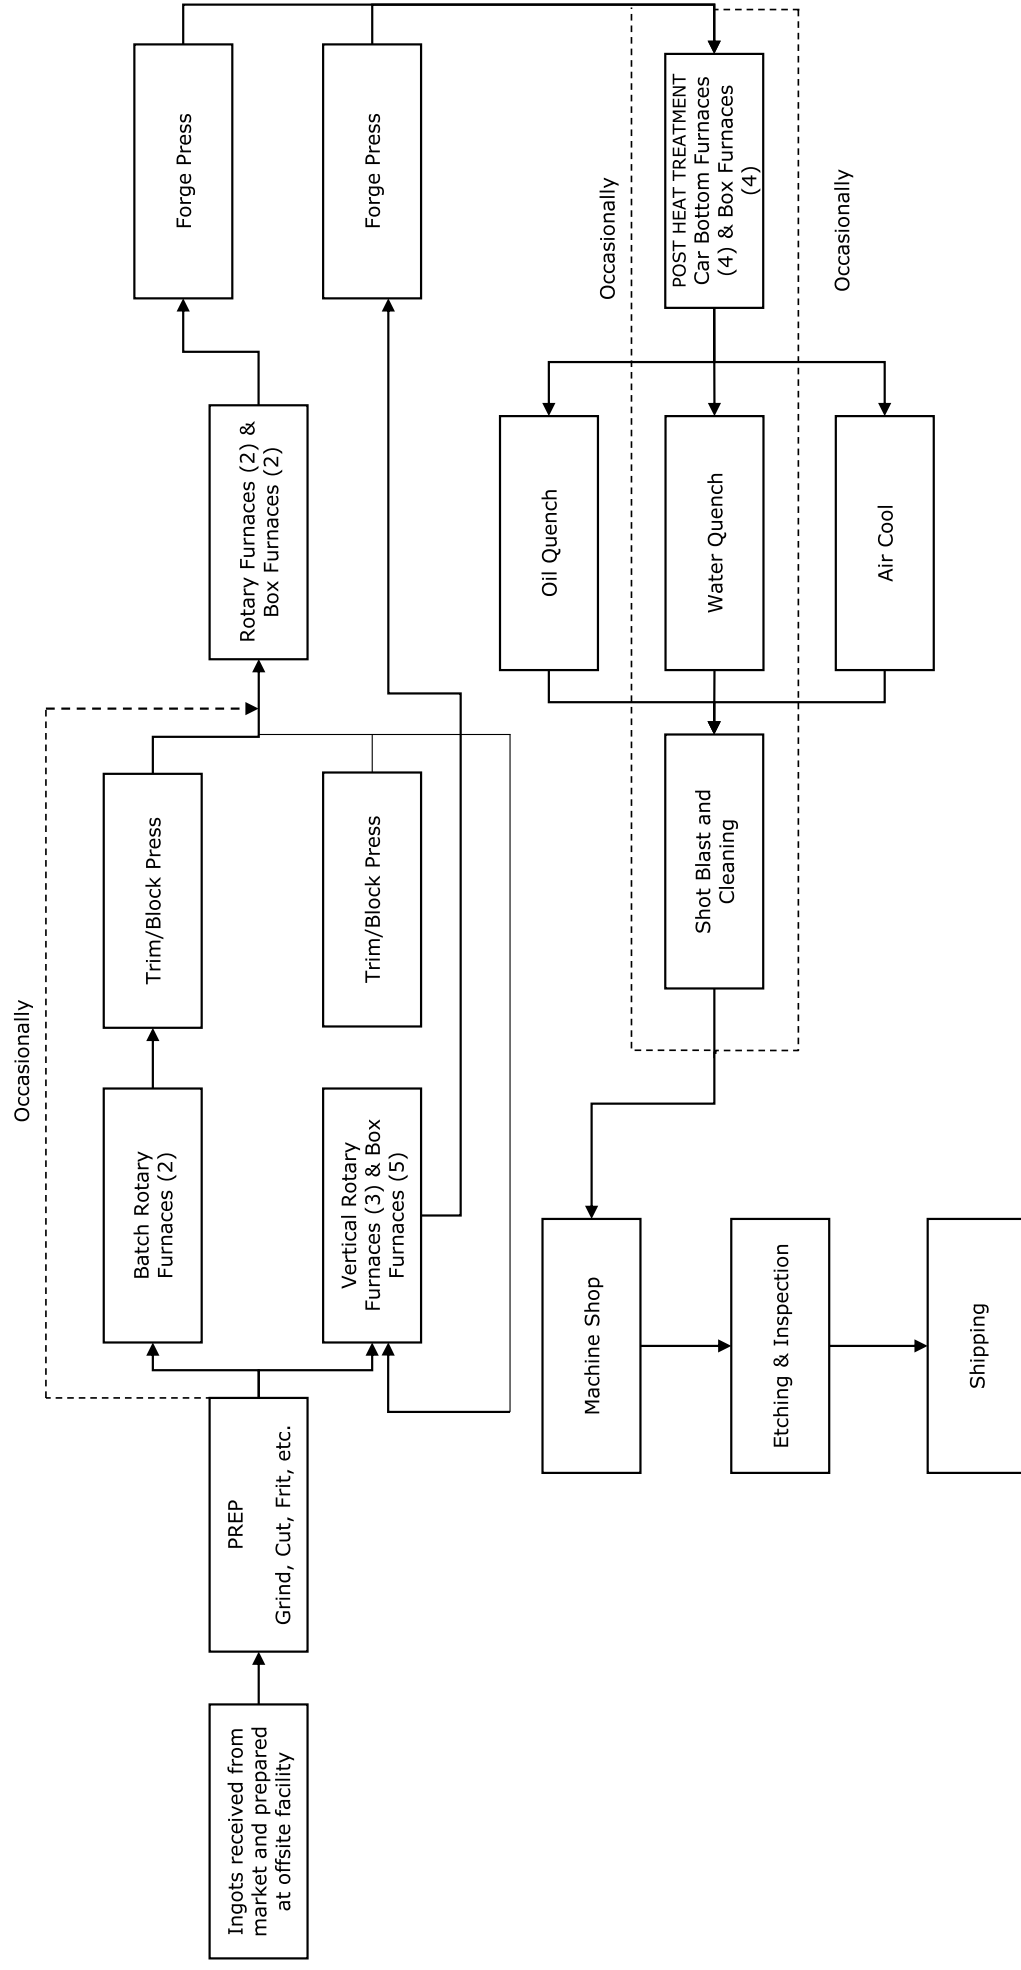 Ingots received from
market and prepared
at offsite facility
PREP
Grind, Cut, Frit, etc.
Occasionally
Batch Rotary
Furnaces (2)
Trim/Block Press
Vertical Rotary
Furnaces (3) & Box
Furnaces (5)
Trim/Block Press
Rotary Furnaces (2) &
Box Furnaces (2)
Forge Press
Forge Press
Occasionally
POST HEAT TREATMENT
Car Bottom Furnaces
(4) & Box Furnaces
(4)
Occasionally
Oil Quench
Water Quench
Air Cool
Shot Blast and
Cleaning
Machine Shop
Etching & Inspection
Shipping